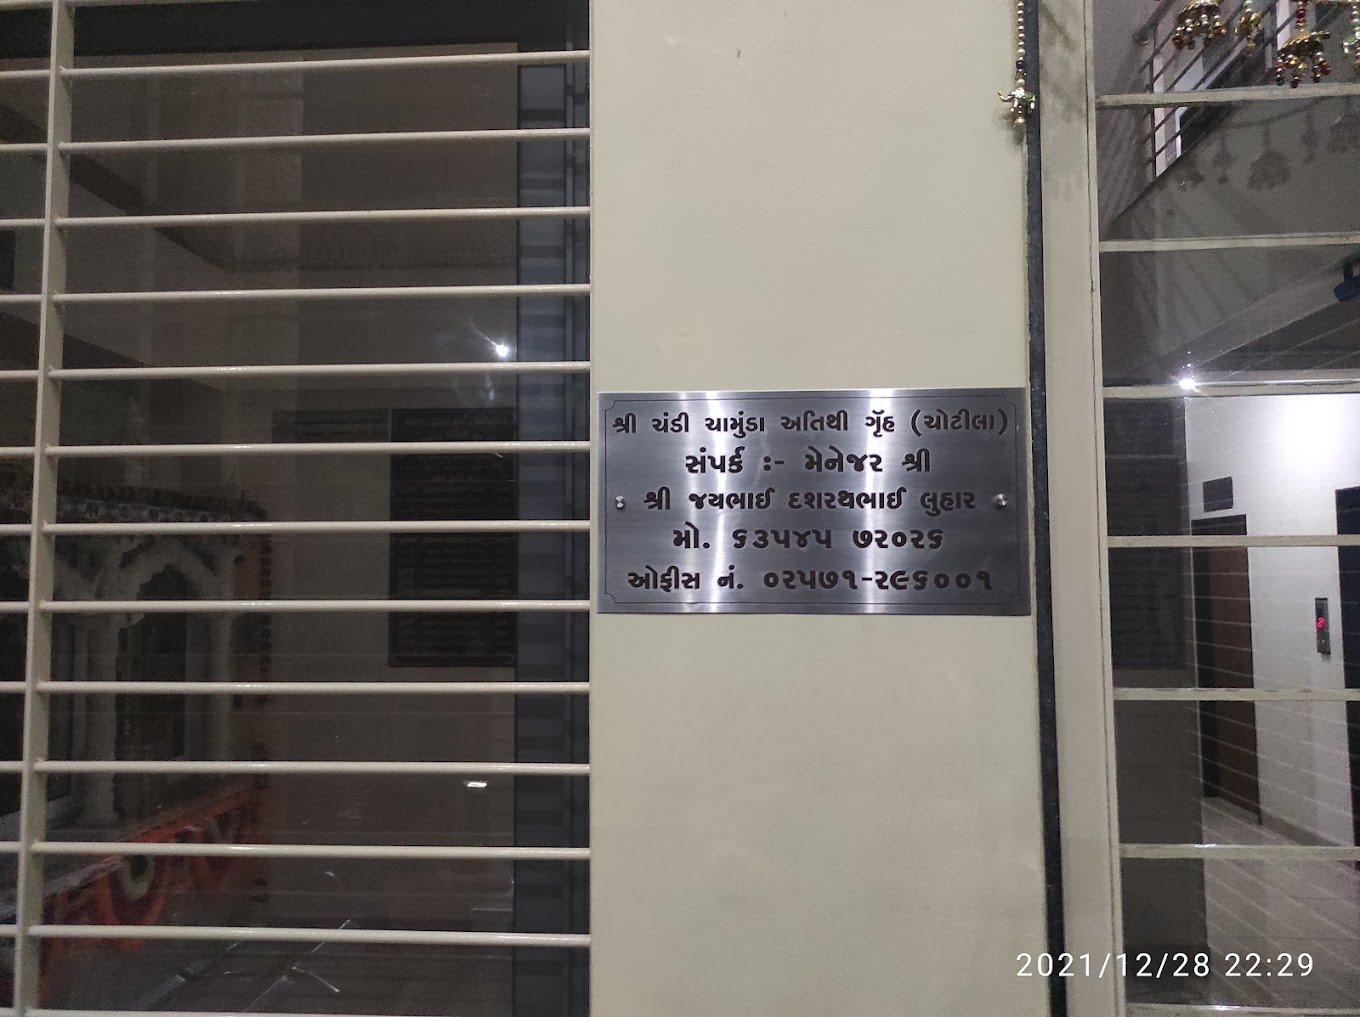 શ્રી ચંડી ચામુંડા અતિથી ગૃઁહ (ચોટીલા)
સંપર્ક :- મેનેજર શ્રી
શ્રી જયભાઈ દશરથભાઈ લુહાર
મો. ૬૩૫૪૫ ૭૨૦૨૬
ઓફીસ નં. ૦૨૫૭૧-૨૯૬૦૦૧
2021/12/28 22:29